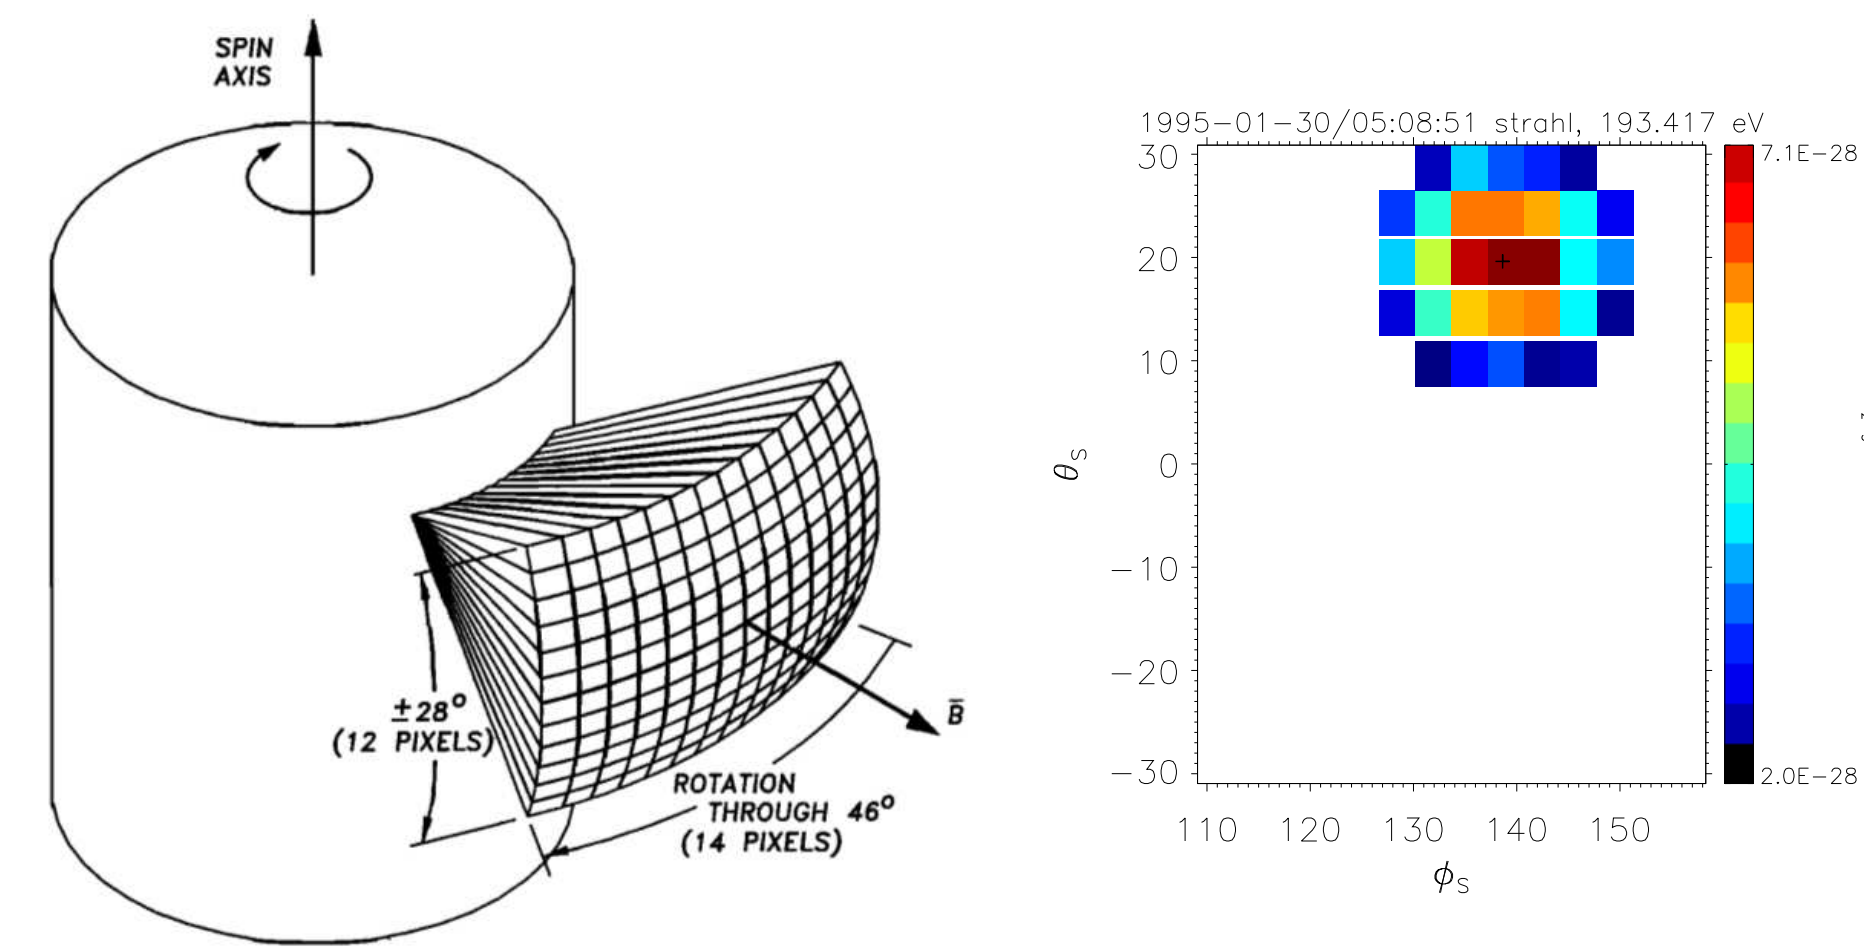 SPIN
AXIS
±28°
(12 PIXELS)
ROTATION
THROUGH 46°
(14 PIXELS)
B̄
1995-01-30/05:08:51 strahl, 193.417 eV
30
20
10
0
-10
-20
-30
θS
110 120 130 140 150
ϕS
7.1E-28
2.0E-28